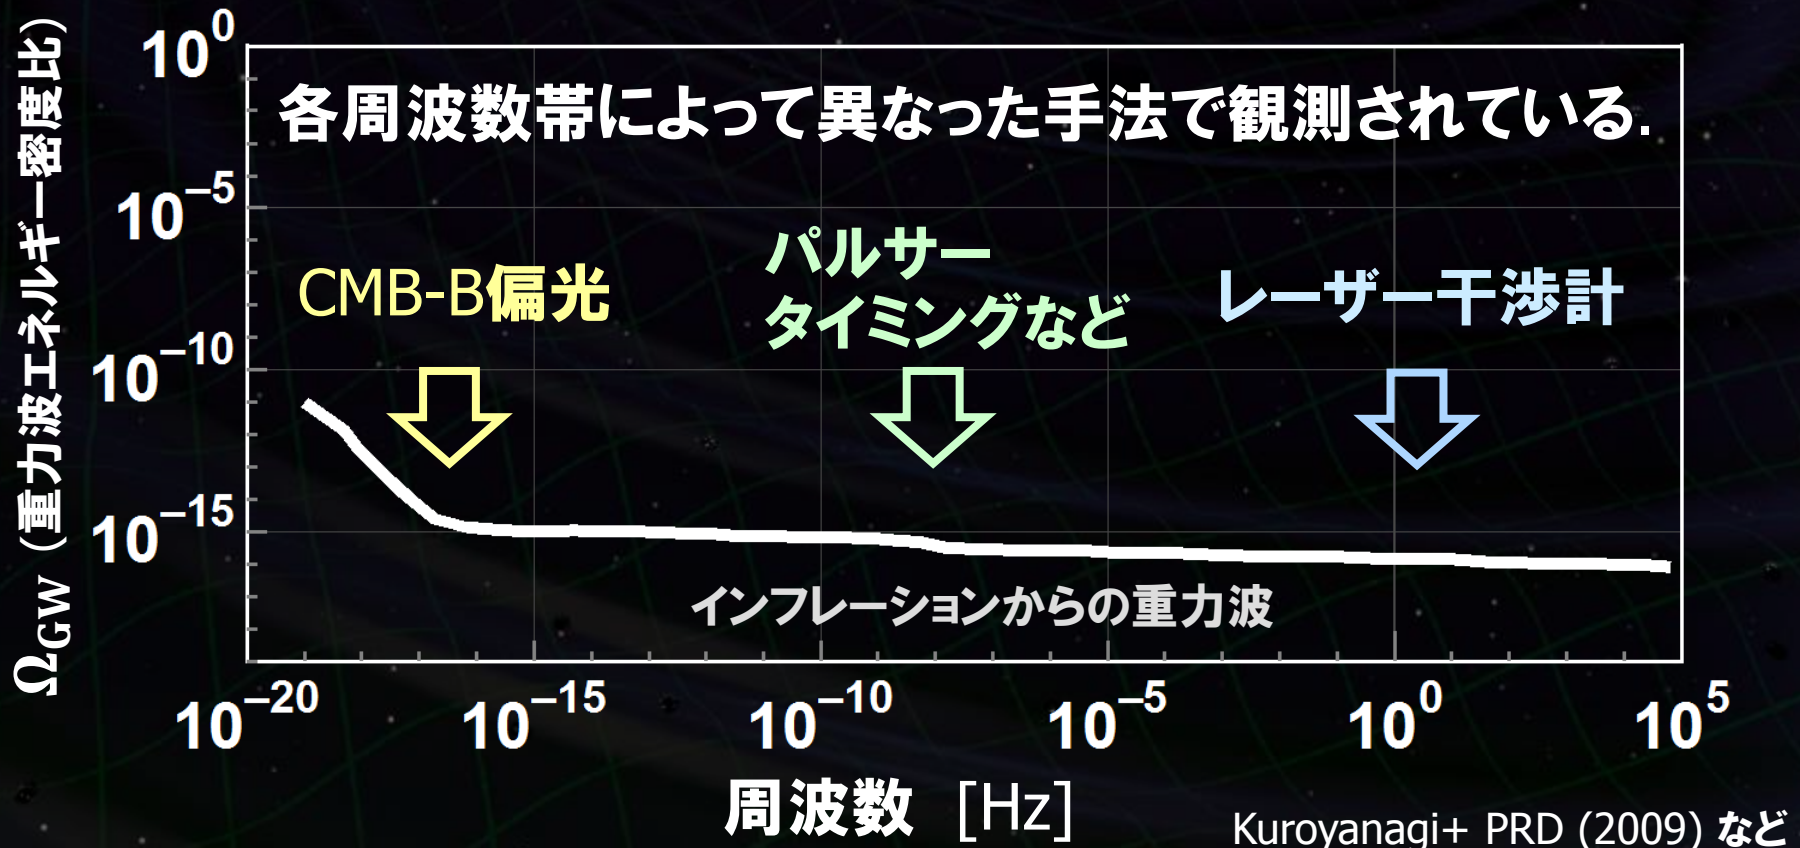 各周波数帯によって異なった手法で観測されている.
Ω_GW (重力波エネルギー密度比)
10^0
10^−5
10^−10
10^−15
CMB-B偏光
パルサー
タイミングなど
レーザー干渉計
インフレーションからの重力波
10^−20 10^−15 10^−10 10^−5 10^0 10^5
周波数 [Hz]
Kuroyanagi+ PRD (2009) など